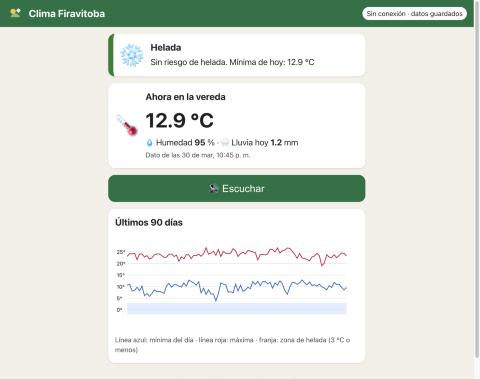 Clima Firavitoba
Sin conexión · datos guardados
Helada
Sin riesgo de helada. Mínima de hoy: 12.9 °C
Ahora en la vereda
12.9 °C
Humedad 95 % · Lluvia hoy 1.2 mm
Dato de las 30 de mar, 10:45 p. m.
Escuchar
Últimos 90 días
25°
20°
15°
10°
5°
0°
Línea azul: mínima del día · línea roja: máxima · franja: zona de helada (3 °C o
menos)